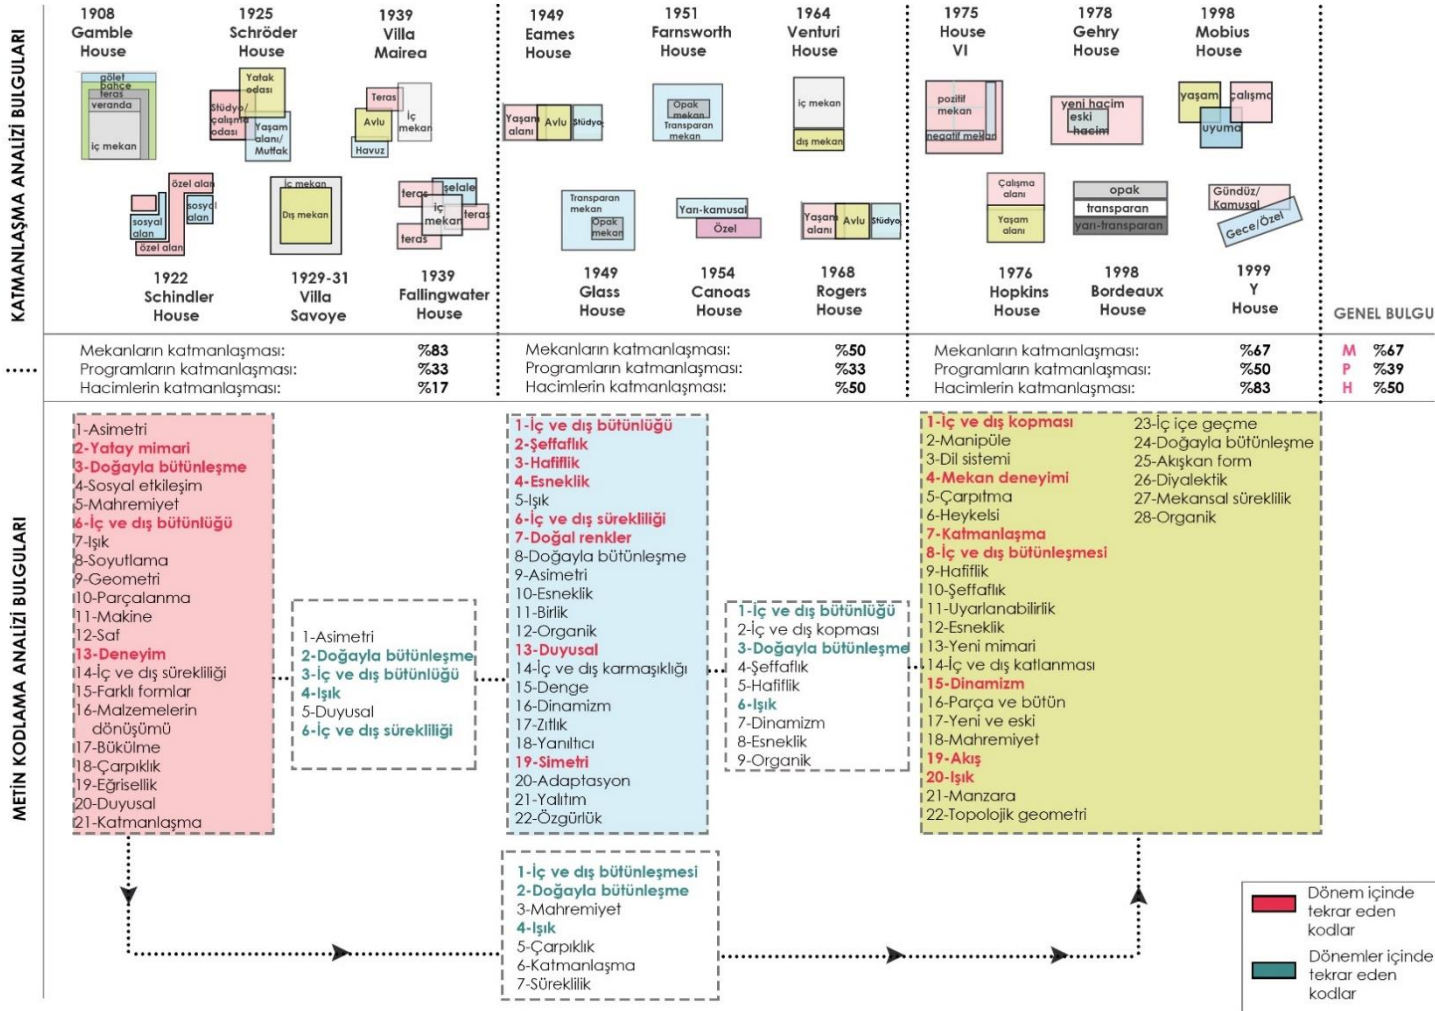 KATMANLAŞMA ANALİZİ BULGULARI
1908
Gamble
House
1925
Schröder
House
1939
Villa
Mairea
1949
Eames
House
1951
Farnsworth
House
1964
Venturi
House
1975
House
VI
1978
Gehry
House
1998
Mobius
House
gölet
bahçe
teras
veranda
iç mekan
Yatak
odası
Stüdyo/
çalışma
odası
Yaşam
alanı/
Mutfak
Teras
Avlu
İç
mekan
Havuz
Yaşam
alanı
Avlu
Stüdyo
Opak
mekan
Transparan
mekan
iç mekan
dış mekan
pozitif
mekan
negatif mekan
yeni hacim
eski
hacim
yaşam
çalışma
uyuma
özel alan
sosyal
alan
sosyal
alan
özel alan
İç mekan
Dış mekan
teras
şelale
iç
mekan
teras
teras
Transparan
mekan
Opak
mekan
Yarı-kamusal
Özel
Yaşam
alanı
Avlu
Stüdyo
Çalışma
alanı
Yaşam
alanı
opak
transparan
yarı-transparan
Gündüz/
Kamusal
Gece/Özel
1922
Schindler
House
1929-31
Villa
Savoye
1939
Fallingwater
House
1949
Glass
House
1954
Canoas
House
1968
Rogers
House
1976
Hopkins
House
1998
Bordeaux
House
1999
Y
House
GENEL BULGU
Mekanların katmanlaşması: %83
Programların katmanlaşması: %33
Hacimlerin katmanlaşması: %17
Mekanların katmanlaşması: %50
Programların katmanlaşması: %33
Hacimlerin katmanlaşması: %50
Mekanların katmanlaşması: %67
Programların katmanlaşması: %50
Hacimlerin katmanlaşması: %83
M %67
P %39
H %50
METİN KODLAMA ANALİZİ BULGULARI
1-Asimetri
2-Yatay mimari
3-Doğayla bütünleşme
4-Sosyal etkileşim
5-Mahremiyet
6-İç ve dış bütünlüğü
7-Işık
8-Soyutlama
9-Geometri
10-Parçalanma
11-Makine
12-Saf
13-Deneyim
14-İç ve dış sürekliliği
15-Farklı formlar
16-Malzemelerin
dönüşümü
17-Bükülme
18-Çarpıklık
19-Eğrisellik
20-Duyusal
21-Katmanlaşma
1-Asimetri
2-Doğayla bütünleşme
3-İç ve dış bütünlüğü
4-Işık
5-Duyusal
6-İç ve dış sürekliliği
1-İç ve dış bütünlüğü
2-Şeffaflık
3-Hafiflik
4-Esneklik
5-Işık
6-İç ve dış sürekliliği
7-Doğal renkler
8-Doğayla bütünleşme
9-Asimetri
10-Esneklik
11-Birlik
12-Organik
13-Duyusal
14-İç ve dış karmaşıklığı
15-Denge
16-Dinamizm
17-Zıtlık
18-Yanıltıcı
19-Simetri
20-Adaptasyon
21-Yalıtım
22-Özgürlük
1-İç ve dış bütünlüğü
2-İç ve dış kopması
3-Doğayla bütünleşme
4-Şeffaflık
5-Hafiflik
6-Işık
7-Dinamizm
8-Esneklik
9-Organik
1-İç ve dış kopması
2-Manipüle
3-Dil sistemi
4-Mekan deneyimi
5-Çarpıtma
6-Heykelsi
7-Katmanlaşma
8-İç ve dış bütünleşmesi
9-Hafiflik
10-Şeffaflık
11-Uyarlanabilirlik
12-Esneklik
13-Yeni mimari
14-İç ve dış katlanması
15-Dinamizm
16-Parça ve bütün
17-Yeni ve eski
18-Mahremiyet
19-Akış
20-Işık
21-Manzara
22-Topolojik geometri
23-İç içe geçme
24-Doğayla bütünleşme
25-Akışkan form
26-Diyalektik
27-Mekansal süreklilik
28-Organik
1-İç ve dış bütünleşmesi
2-Doğayla bütünleşme
3-Mahremiyet
4-Işık
5-Çarpıklık
6-Katmanlaşma
7-Süreklilik
Dönem içinde
tekrar eden
kodlar
Dönemler içinde
tekrar eden
kodlar